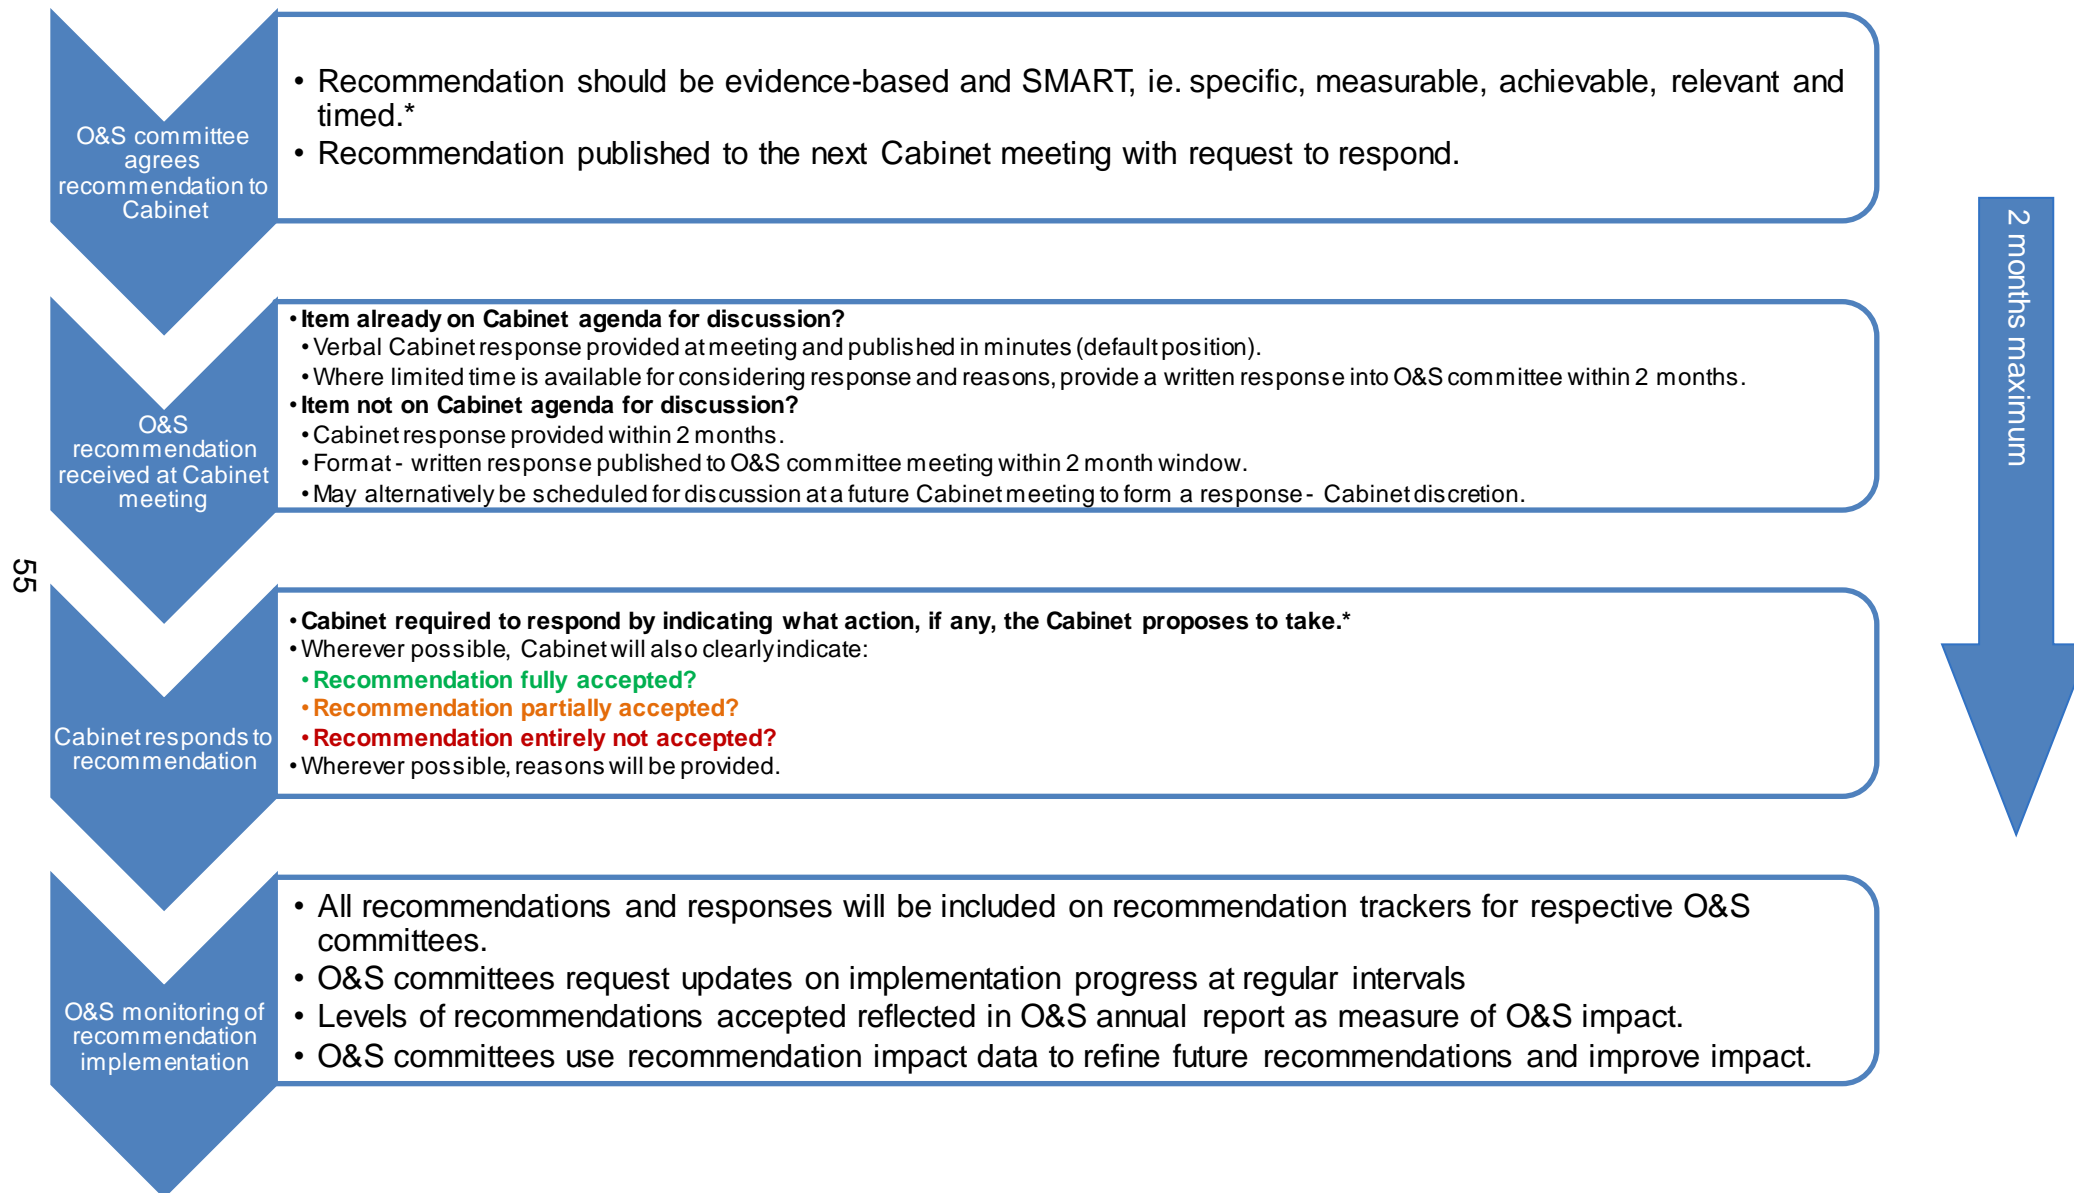 O&S committee
agrees
recommendation to
Cabinet
• Recommendation should be evidence-based and SMART, ie. specific, measurable, achievable, relevant and
timed.*
• Recommendation published to the next Cabinet meeting with request to respond.
2 months maximum
O&S
recommendation
received at Cabinet
meeting
• Item already on Cabinet agenda for discussion?
• Verbal Cabinet response provided at meeting and published in minutes (default position).
• Where limited time is available for considering response and reasons, provide a written response into O&S committee within 2 months.
• Item not on Cabinet agenda for discussion?
• Cabinet response provided within 2 months.
• Format - written response published to O&S committee meeting within 2 month window.
• May alternatively be scheduled for discussion at a future Cabinet meeting to form a response - Cabinet discretion.
55
Cabinet responds to
recommendation
• Cabinet required to respond by indicating what action, if any, the Cabinet proposes to take.*
• Wherever possible, Cabinet will also clearly indicate:
• Recommendation fully accepted?
• Recommendation partially accepted?
• Recommendation entirely not accepted?
• Wherever possible, reasons will be provided.
O&S monitoring of
recommendation
implementation
• All recommendations and responses will be included on recommendation trackers for respective O&S
committees.
• O&S committees request updates on implementation progress at regular intervals
• Levels of recommendations accepted reflected in O&S annual report as measure of O&S impact.
• O&S committees use recommendation impact data to refine future recommendations and improve impact.